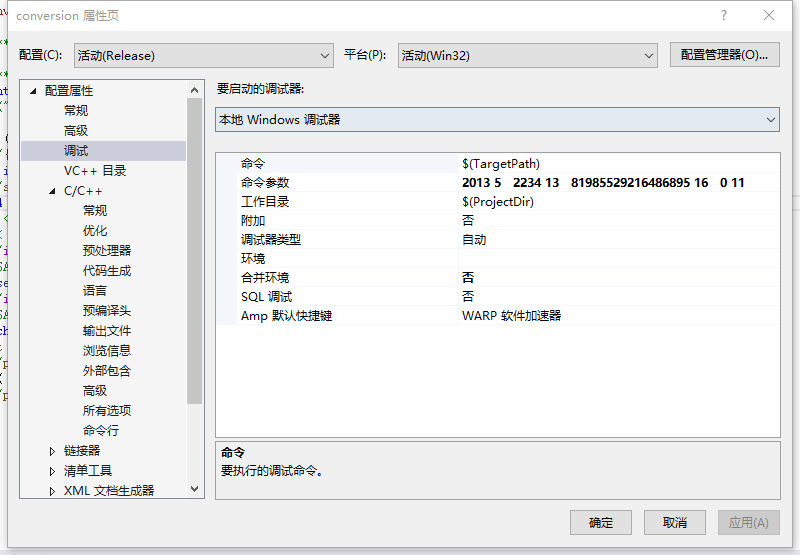 conversion 属性页
?
配置(C):
活动(Release)
平台(P):
活动(Win32)
配置管理器(O)...
配置属性
常规
高级
调试
VC++ 目录
C/C++
常规
优化
预处理器
代码生成
语言
预编译头
输出文件
浏览信息
外部包含
高级
所有选项
命令行
链接器
清单工具
XML 文档生成器
要启动的调试器:
本地 Windows 调试器
命令 $(TargetPath)
命令参数 2013 5 2234 13 81985529216486895 16 0 11
工作目录 $(ProjectDir)
附加 否
调试器类型 自动
环境
合并环境 否
SQL 调试 否
Amp 默认快捷键 WARP 软件加速器
命令
要执行的调试命令。
确定
取消
应用(A)